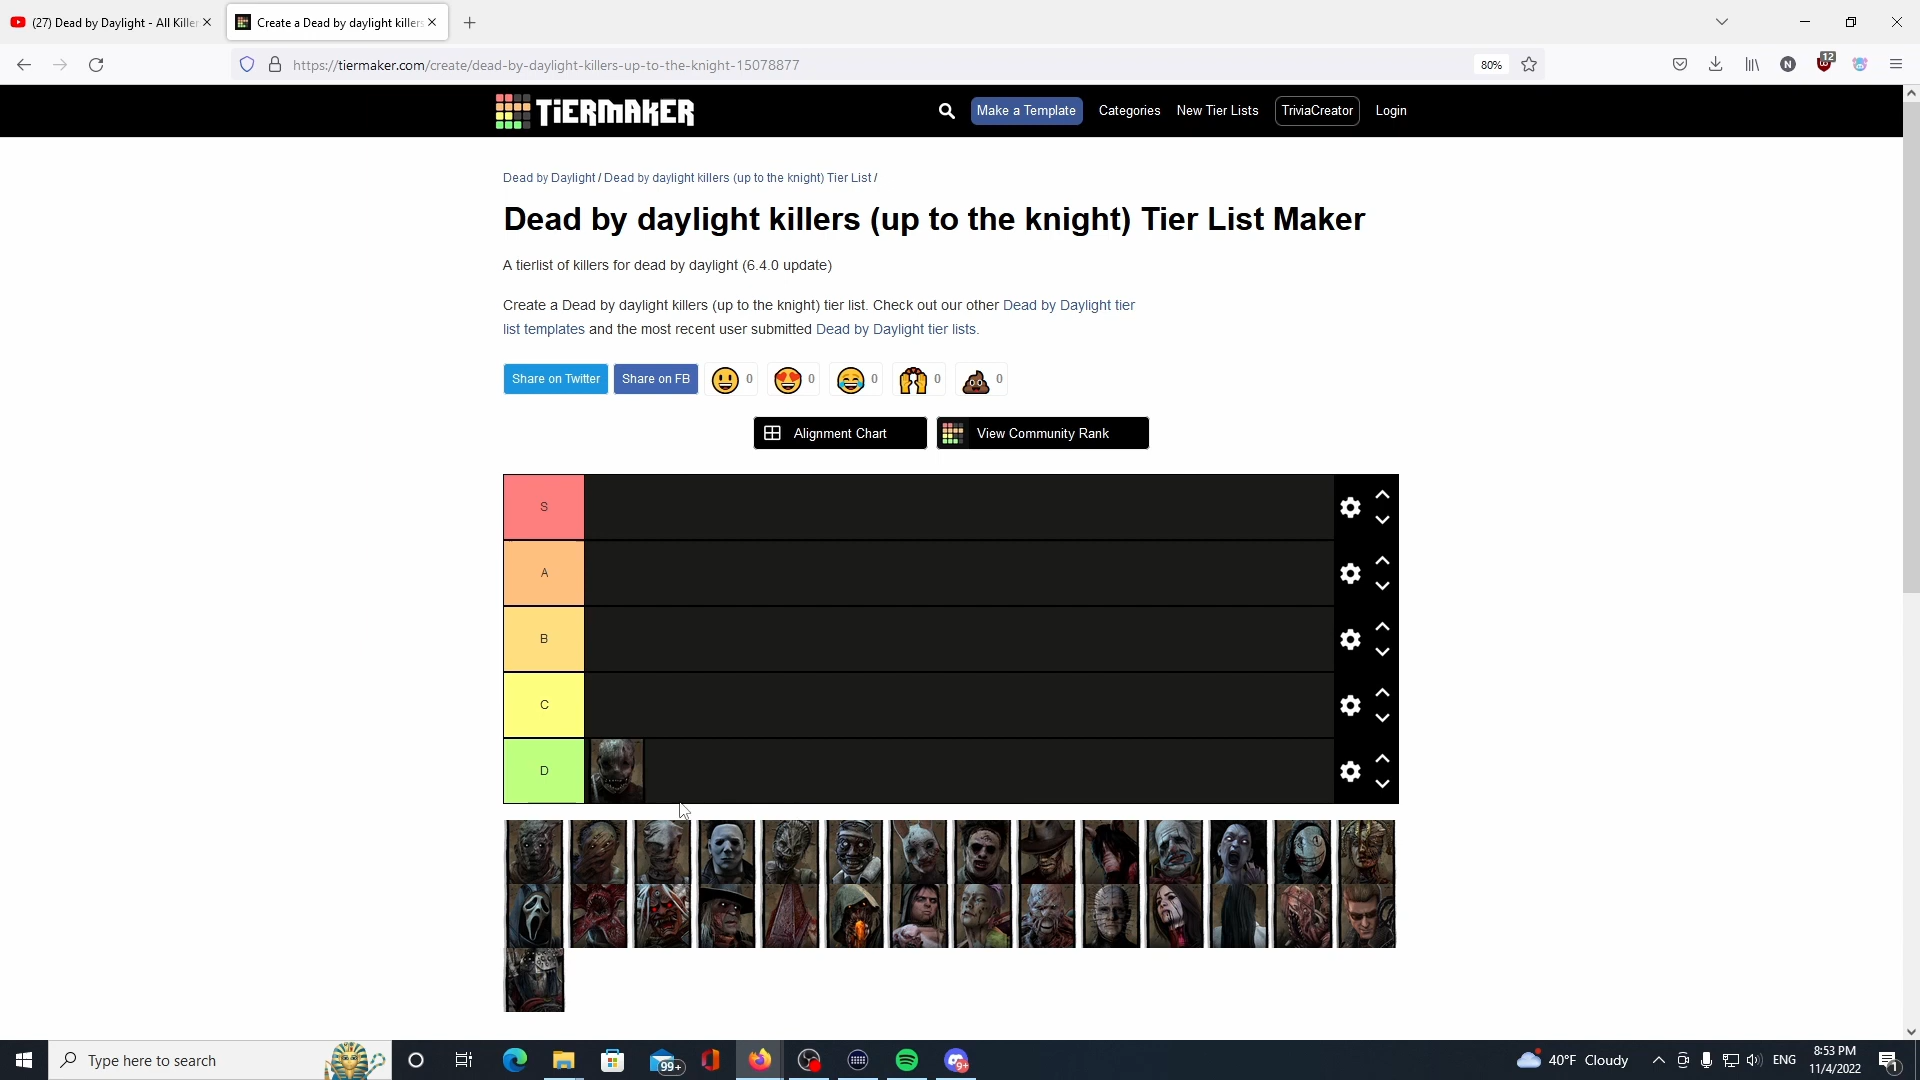 (27) Dead by Daylight - All Killer
Create a Dead by daylight killers
https://tiermaker.com/create/dead-by-daylight-killers-up-to-the-knight-15078877
80%
N
12
TiERMAKER
Make a Template
Categories
New Tier Lists
TriviaCreator
Login
Dead by Daylight / Dead by daylight killers (up to the knight) Tier List /
Dead by daylight killers (up to the knight) Tier List Maker
A tierlist of killers for dead by daylight (6.4.0 update)
Create a Dead by daylight killers (up to the knight) tier list. Check out our other Dead by Daylight tier
list templates and the most recent user submitted Dead by Daylight tier lists.
Share on Twitter
Share on FB
0
0
0
0
0
Alignment Chart
View Community Rank
S
A
B
C
D
Type here to search
99+
9+
40°F Cloudy
ENG
8:53 PM
11/4/2022
1